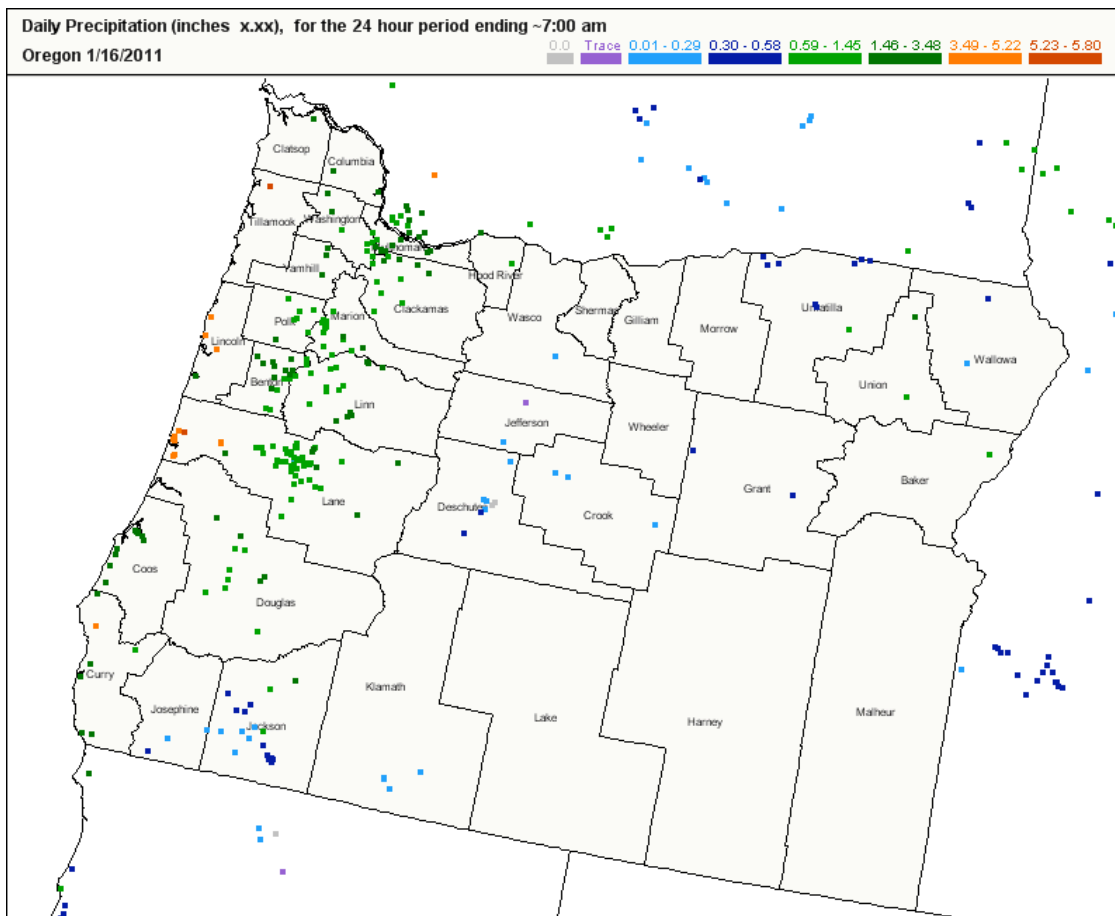 Daily Precipitation (inches x.xx), for the 24 hour period ending ~7:00 am
Oregon 1/16/2011
0.0 Trace 0.01 - 0.29 0.30 - 0.58 0.59 - 1.45 1.46 - 3.48 3.49 - 5.22 5.23 - 5.80
Clatsop
Columbia
Tillamook
Washington
Yamhill
Hood River
Clackamas
Wasco
Sherman
Gilliam
Morrow
Umatilla
Wallowa
Union
Polk
Marion
Lincoln
Benton
Linn
Jefferson
Wheeler
Baker
Grant
Lane
Deschutes
Crook
Coos
Douglas
Curry
Josephine
Jackson
Klamath
Lake
Harney
Malheur